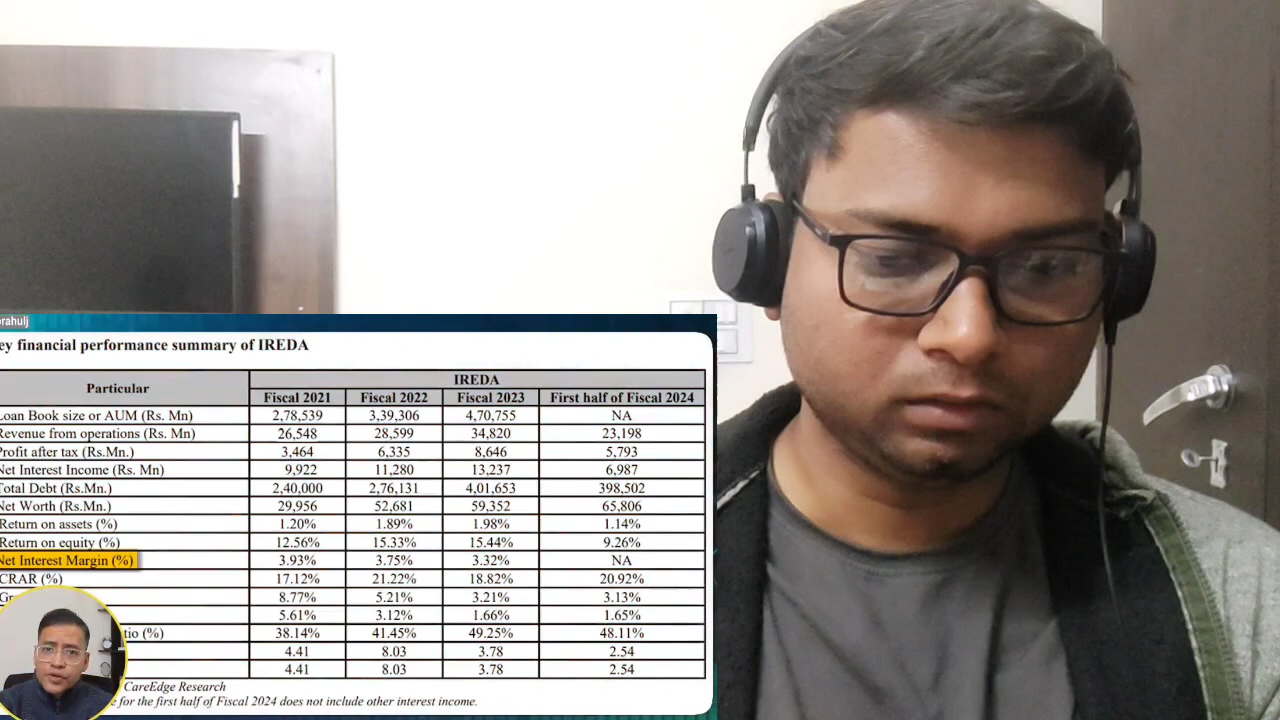 orahulj
ey financial performance summary of IREDA
Particular IREDA
Fiscal 2021 Fiscal 2022 Fiscal 2023 First half of Fiscal 2024
Loan Book size or AUM (Rs. Mn) 2,78,539 3,39,306 4,70,755 NA
Revenue from operations (Rs. Mn) 26,548 28,599 34,820 23,198
Profit after tax (Rs.Mn.) 3,464 6,335 8,646 5,793
Net Interest Income (Rs. Mn) 9,922 11,280 13,237 6,987
Total Debt (Rs.Mn.) 2,40,000 2,76,131 4,01,653 398,502
Net Worth (Rs.Mn.) 29,956 52,681 59,352 65,806
Return on assets (%) 1.20% 1.89% 1.98% 1.14%
Return on equity (%) 12.56% 15.33% 15.44% 9.26%
Net Interest Margin (%) 3.93% 3.75% 3.32% NA
CRAR (%) 17.12% 21.22% 18.82% 20.92%
Gr 8.77% 5.21% 3.21% 3.13%
5.61% 3.12% 1.66% 1.65%
tio (%) 38.14% 41.45% 49.25% 48.11%
4.41 8.03 3.78 2.54
4.41 8.03 3.78 2.54
CareEdge Research
e for the first half of Fiscal 2024 does not include other interest income.